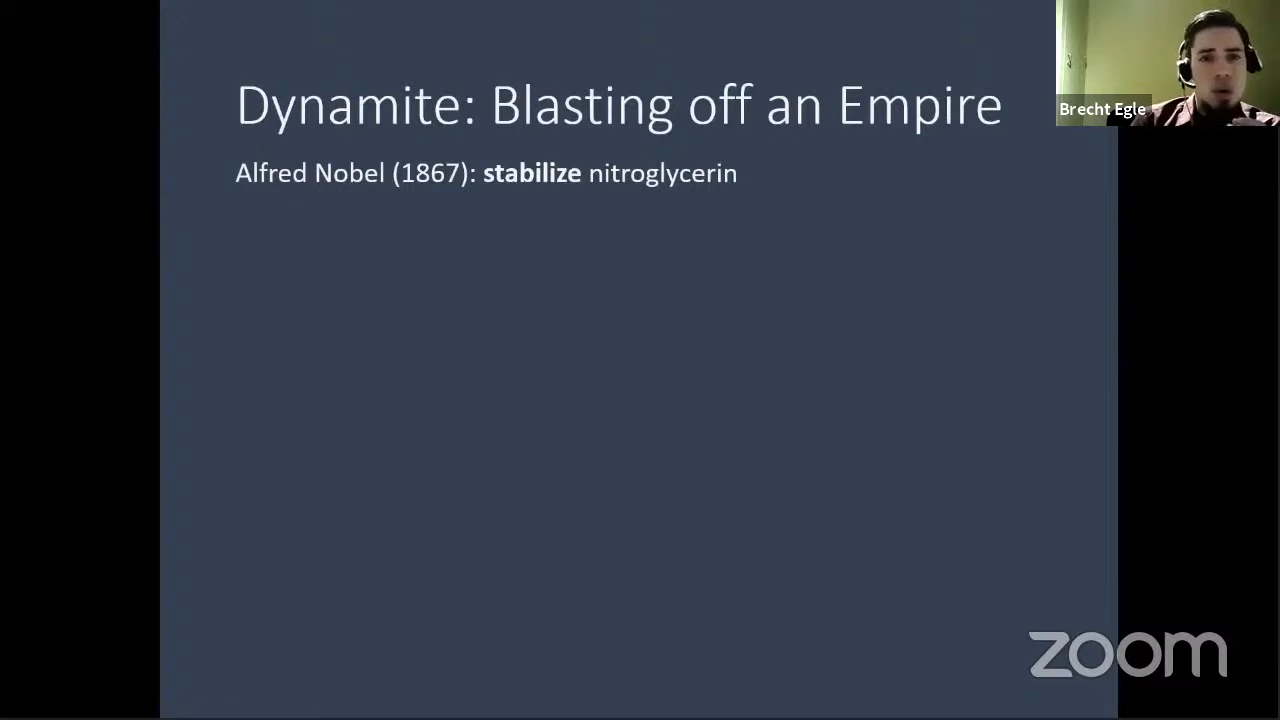 Dynamite: Blasting off an Empire
Brecht Egle
Alfred Nobel (1867): stabilize nitroglycerin
zoom